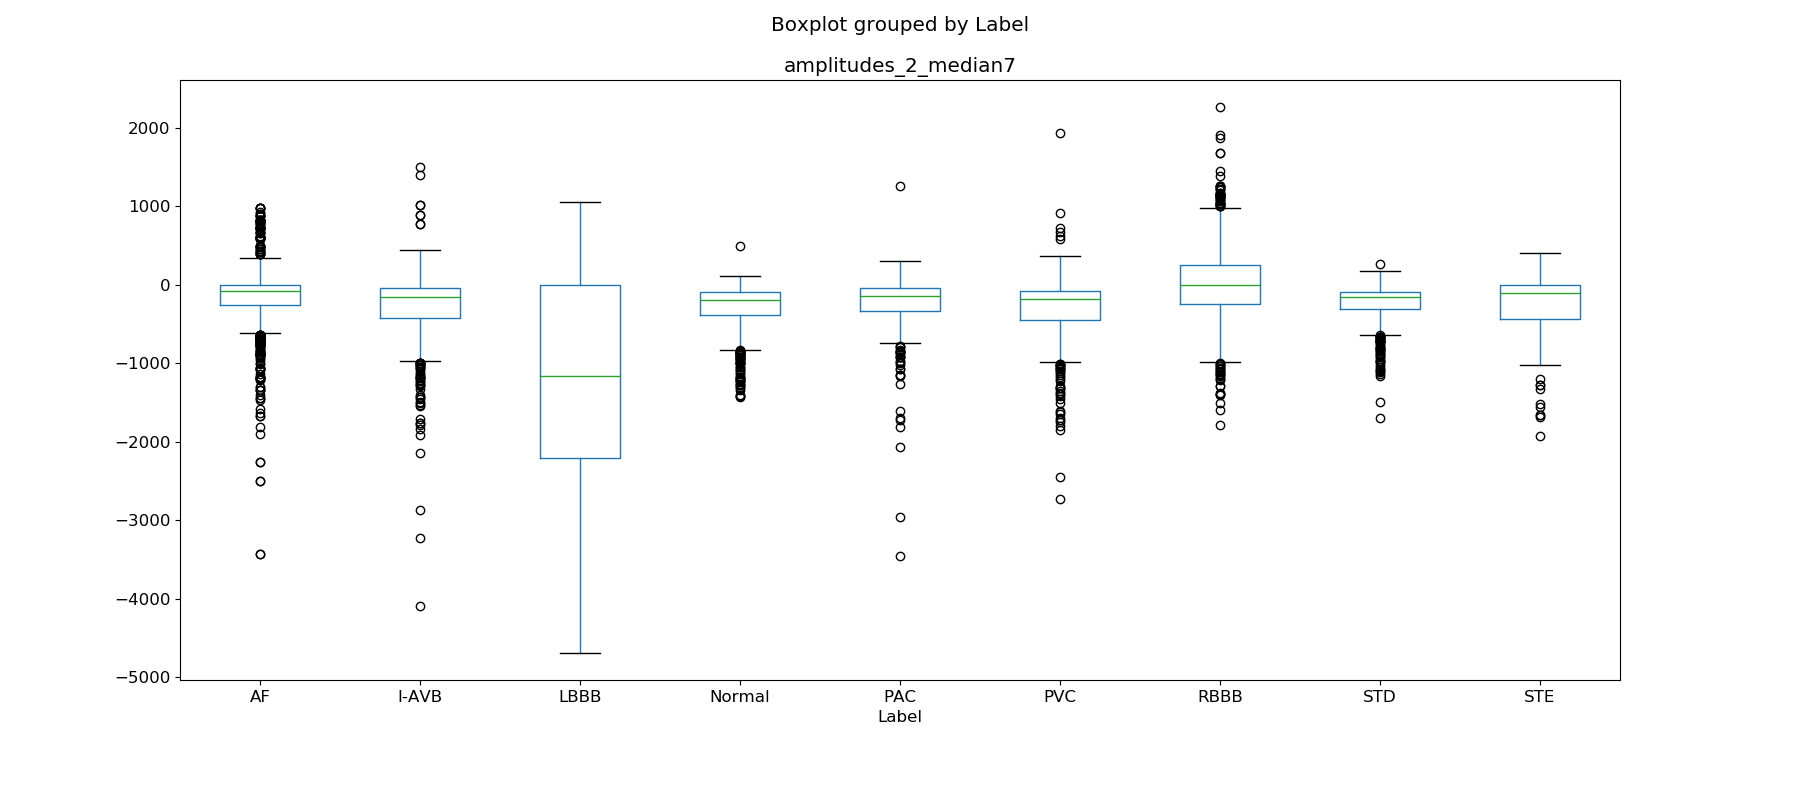 Boxplot grouped by Label
amplitudes_2_median7
2000
1000
0
−1000
−2000
−3000
−4000
−5000
AF I-AVB LBBB Normal PAC PVC RBBB STD STE
Label